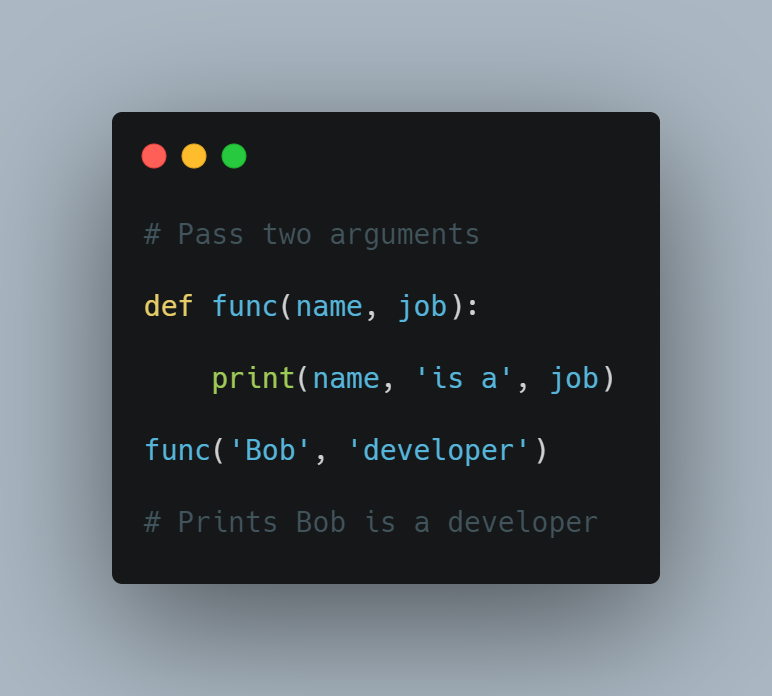 # Pass two arguments
def func(name, job):
    print(name, 'is a', job)
func('Bob', 'developer')
# Prints Bob is a developer